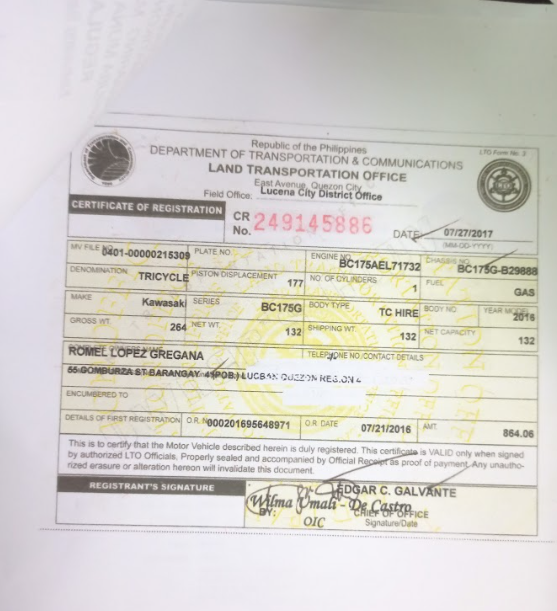 Republic of the Philippines
DEPARTMENT OF TRANSPORTATION & COMMUNICATIONS
LTO Form No. 2
LAND TRANSPORTATION OFFICE
East Avenue, Quezon City
Field Office: Lucena City District Office
CERTIFICATE OF REGISTRATION
CR No. 249145886
DATE 07/27/2017
(MM-DD-YYYY)
MV FILE NO 0401-00000215309 PLATE NO ENGINE NO BC175AEL71732 CHASSIS NO BC175G-B29888
DENOMINATION TRICYCLE PISTON DISPLACEMENT 177 NO. OF CYLINDERS 1 FUEL GAS
MAKE Kawasaki SERIES BC175G BODY TYPE TC HIRE BODY NO YEAR MODEL 2016
GROSS WT. 264 NET WT. 132 SHIPPING WT. 132 NET CAPACITY 132
ROMEL LOPEZ GREGANA TELEPHONE NO./CONTACT DETAILS
55 GOMBURZA ST BARANGAY 4 (POB.) LUCBAN QUEZON REGION 4
ENCUMBERED TO
DETAILS OF FIRST REGISTRATION O.R. No 000201695648971 O.R. DATE 07/21/2016 AMT. 864.06
This is to certify that the Motor Vehicle described herein is duly registered. This certificate is VALID only when signed
by authorized LTO Officials, Properly sealed and accompanied by Official Receipt as proof of payment. Any unautho-
rized erasure or alteration hereon will invalidate this document.
REGISTRANT'S SIGNATURE
EDGAR C. GALVANTE
Wilma Umali - De Castro
BY: CHIEF OF OFFICE
OIC Signature/Date